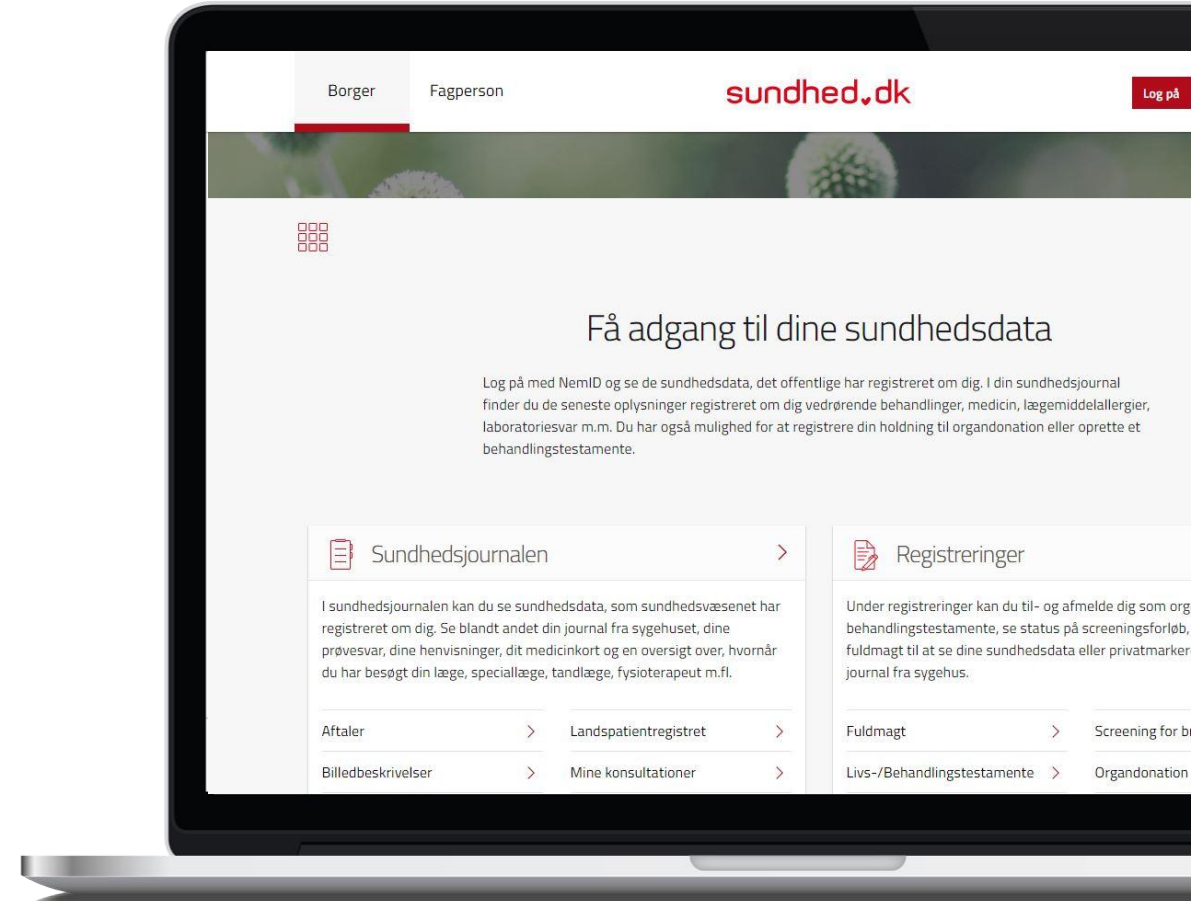 Borger
Fagperson
sundhed.dk
Log på
Få adgang til dine sundhedsdata
Log på med NemID og se de sundhedsdata, det offentlige har registreret om dig. I din sundhedsjournal
finder du de seneste oplysninger registreret om dig vedrørende behandlinger, medicin, lægemiddelallergier,
laboratoriesvar m.m. Du har også mulighed for at registrere din holdning til organdonation eller oprette et
behandlingstestamente.
Sundhedsjournalen
I sundhedsjournalen kan du se sundhedsdata, som sundhedsvæsenet har
registreret om dig. Se blandt andet din journal fra sygehuset, dine
prøvesvar, dine henvisninger, dit medicinkort og en oversigt over, hvornår
du har besøgt din læge, speciallæge, tandlæge, fysioterapeut m.fl.
Aftaler
Landspatientregistret
Billedbeskrivelser
Mine konsultationer
Registreringer
Under registreringer kan du til- og afmelde dig som org
behandlingstestamente, se status på screeningsforløb,
fuldmagt til at se dine sundhedsdata eller privatmarker
journal fra sygehus.
Fuldmagt
Screening for br
Livs-/Behandlingstestamente
Organdonation